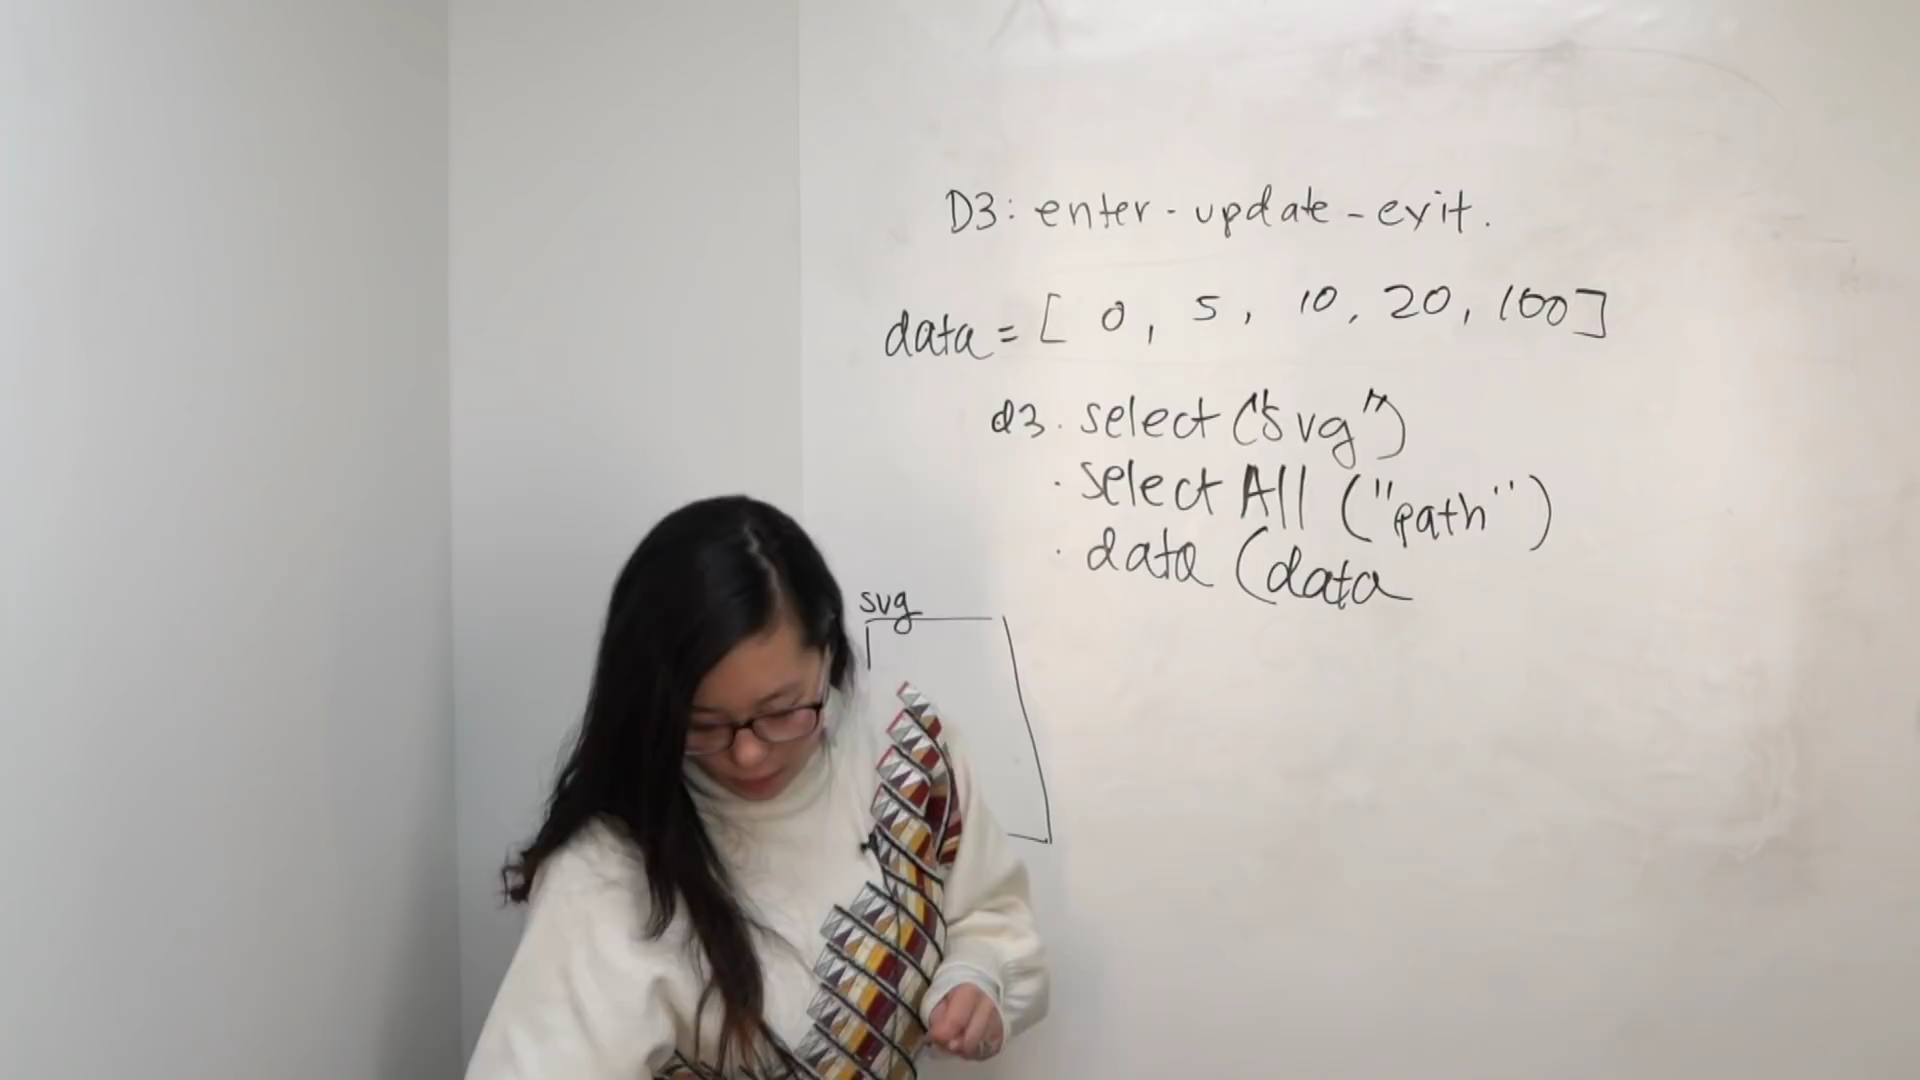 D3: enter - update - exit.
data = [ 0, 5, 10, 20, 100]
d3. select ("svg")
. select All ("path")
. data (data
svg